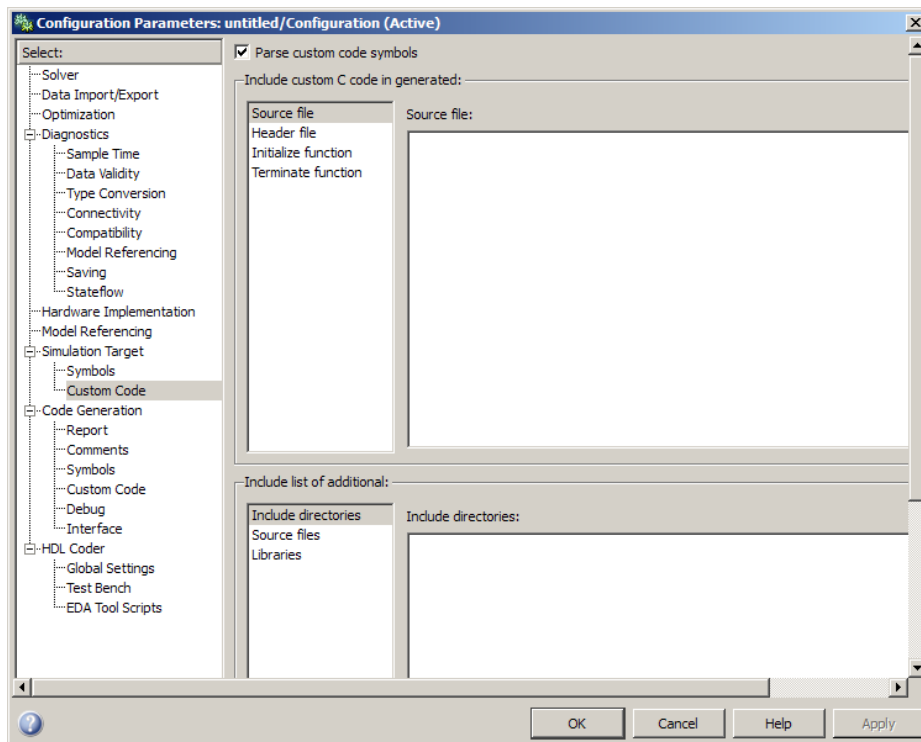 Configuration Parameters: untitled/Configuration (Active)
Select:
Solver
Data Import/Export
Optimization
Diagnostics
Sample Time
Data Validity
Type Conversion
Connectivity
Compatibility
Model Referencing
Saving
Stateflow
Hardware Implementation
Model Referencing
Simulation Target
Symbols
Custom Code
Code Generation
Report
Comments
Symbols
Custom Code
Debug
Interface
HDL Coder
Global Settings
Test Bench
EDA Tool Scripts
Parse custom code symbols
Include custom C code in generated:
Source file
Header file
Initialize function
Terminate function
Source file:
Include list of additional:
Include directories
Source files
Libraries
Include directories:
?
OK
Cancel
Help
Apply